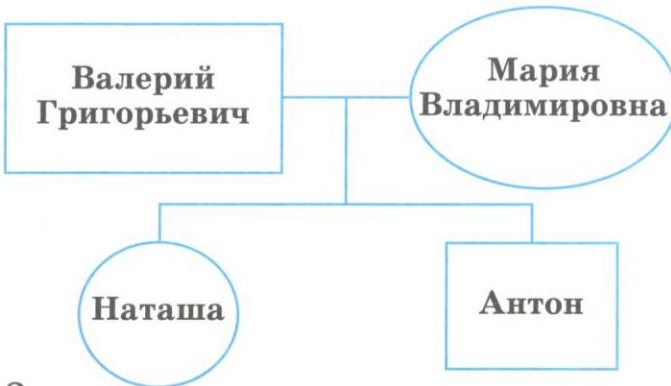 Валерий
Григорьевич
Мария
Владимировна
Наташа
Антон